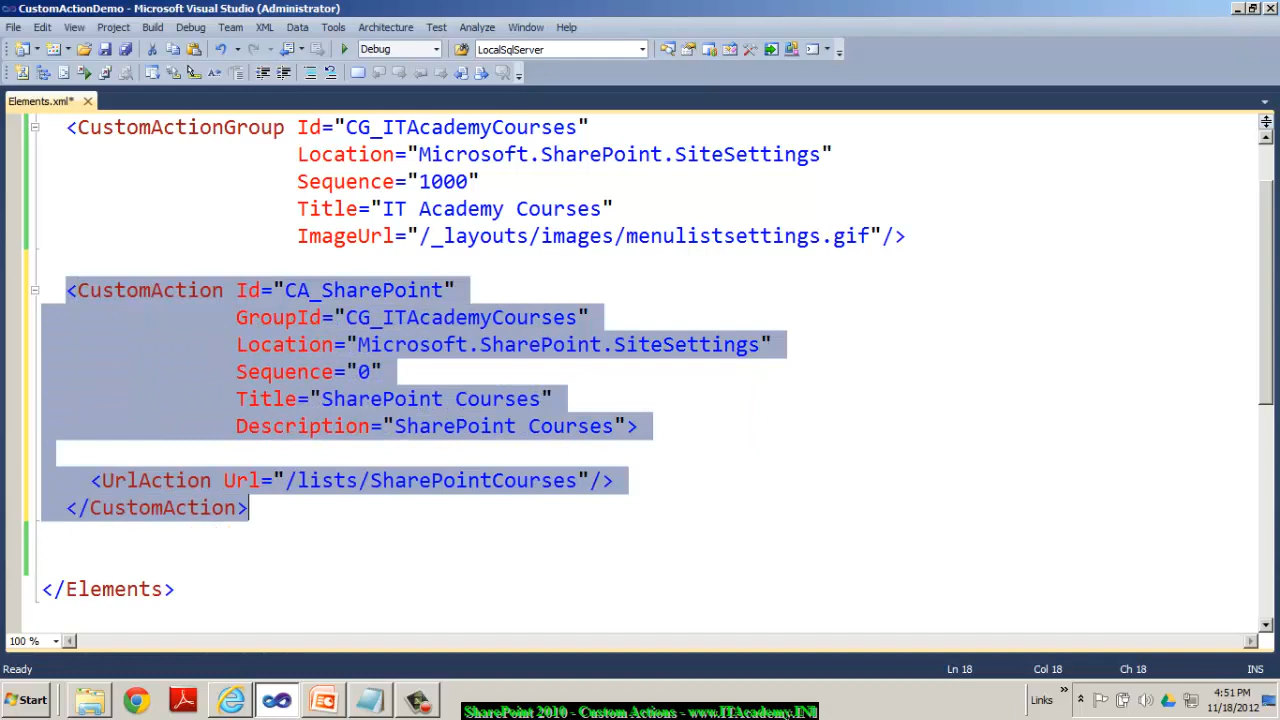 CustomActionDemo - Microsoft Visual Studio (Administrator)
File Edit View Project Build Debug Team XML Data Tools Architecture Test Analyze Window Help
Debug LocalSqlServer
Elements.xml*
<CustomActionGroup Id="CG_ITAcademyCourses"
Location="Microsoft.SharePoint.SiteSettings"
Sequence="1000"
Title="IT Academy Courses"
ImageUrl="/_layouts/images/menulistsettings.gif"/>
<CustomAction Id="CA_SharePoint"
GroupId="CG_ITAcademyCourses"
Location="Microsoft.SharePoint.SiteSettings"
Sequence="0"
Title="SharePoint Courses"
Description="SharePoint Courses">
<UrlAction Url="/lists/SharePointCourses"/>
</CustomAction>
</Elements>
100 %
Ready Ln 18 Col 18 Ch 18 INS
Start Links 4:51 PM
11/18/2012
SharePoint 2010 - Custom Actions - www.ITAcademy.INI